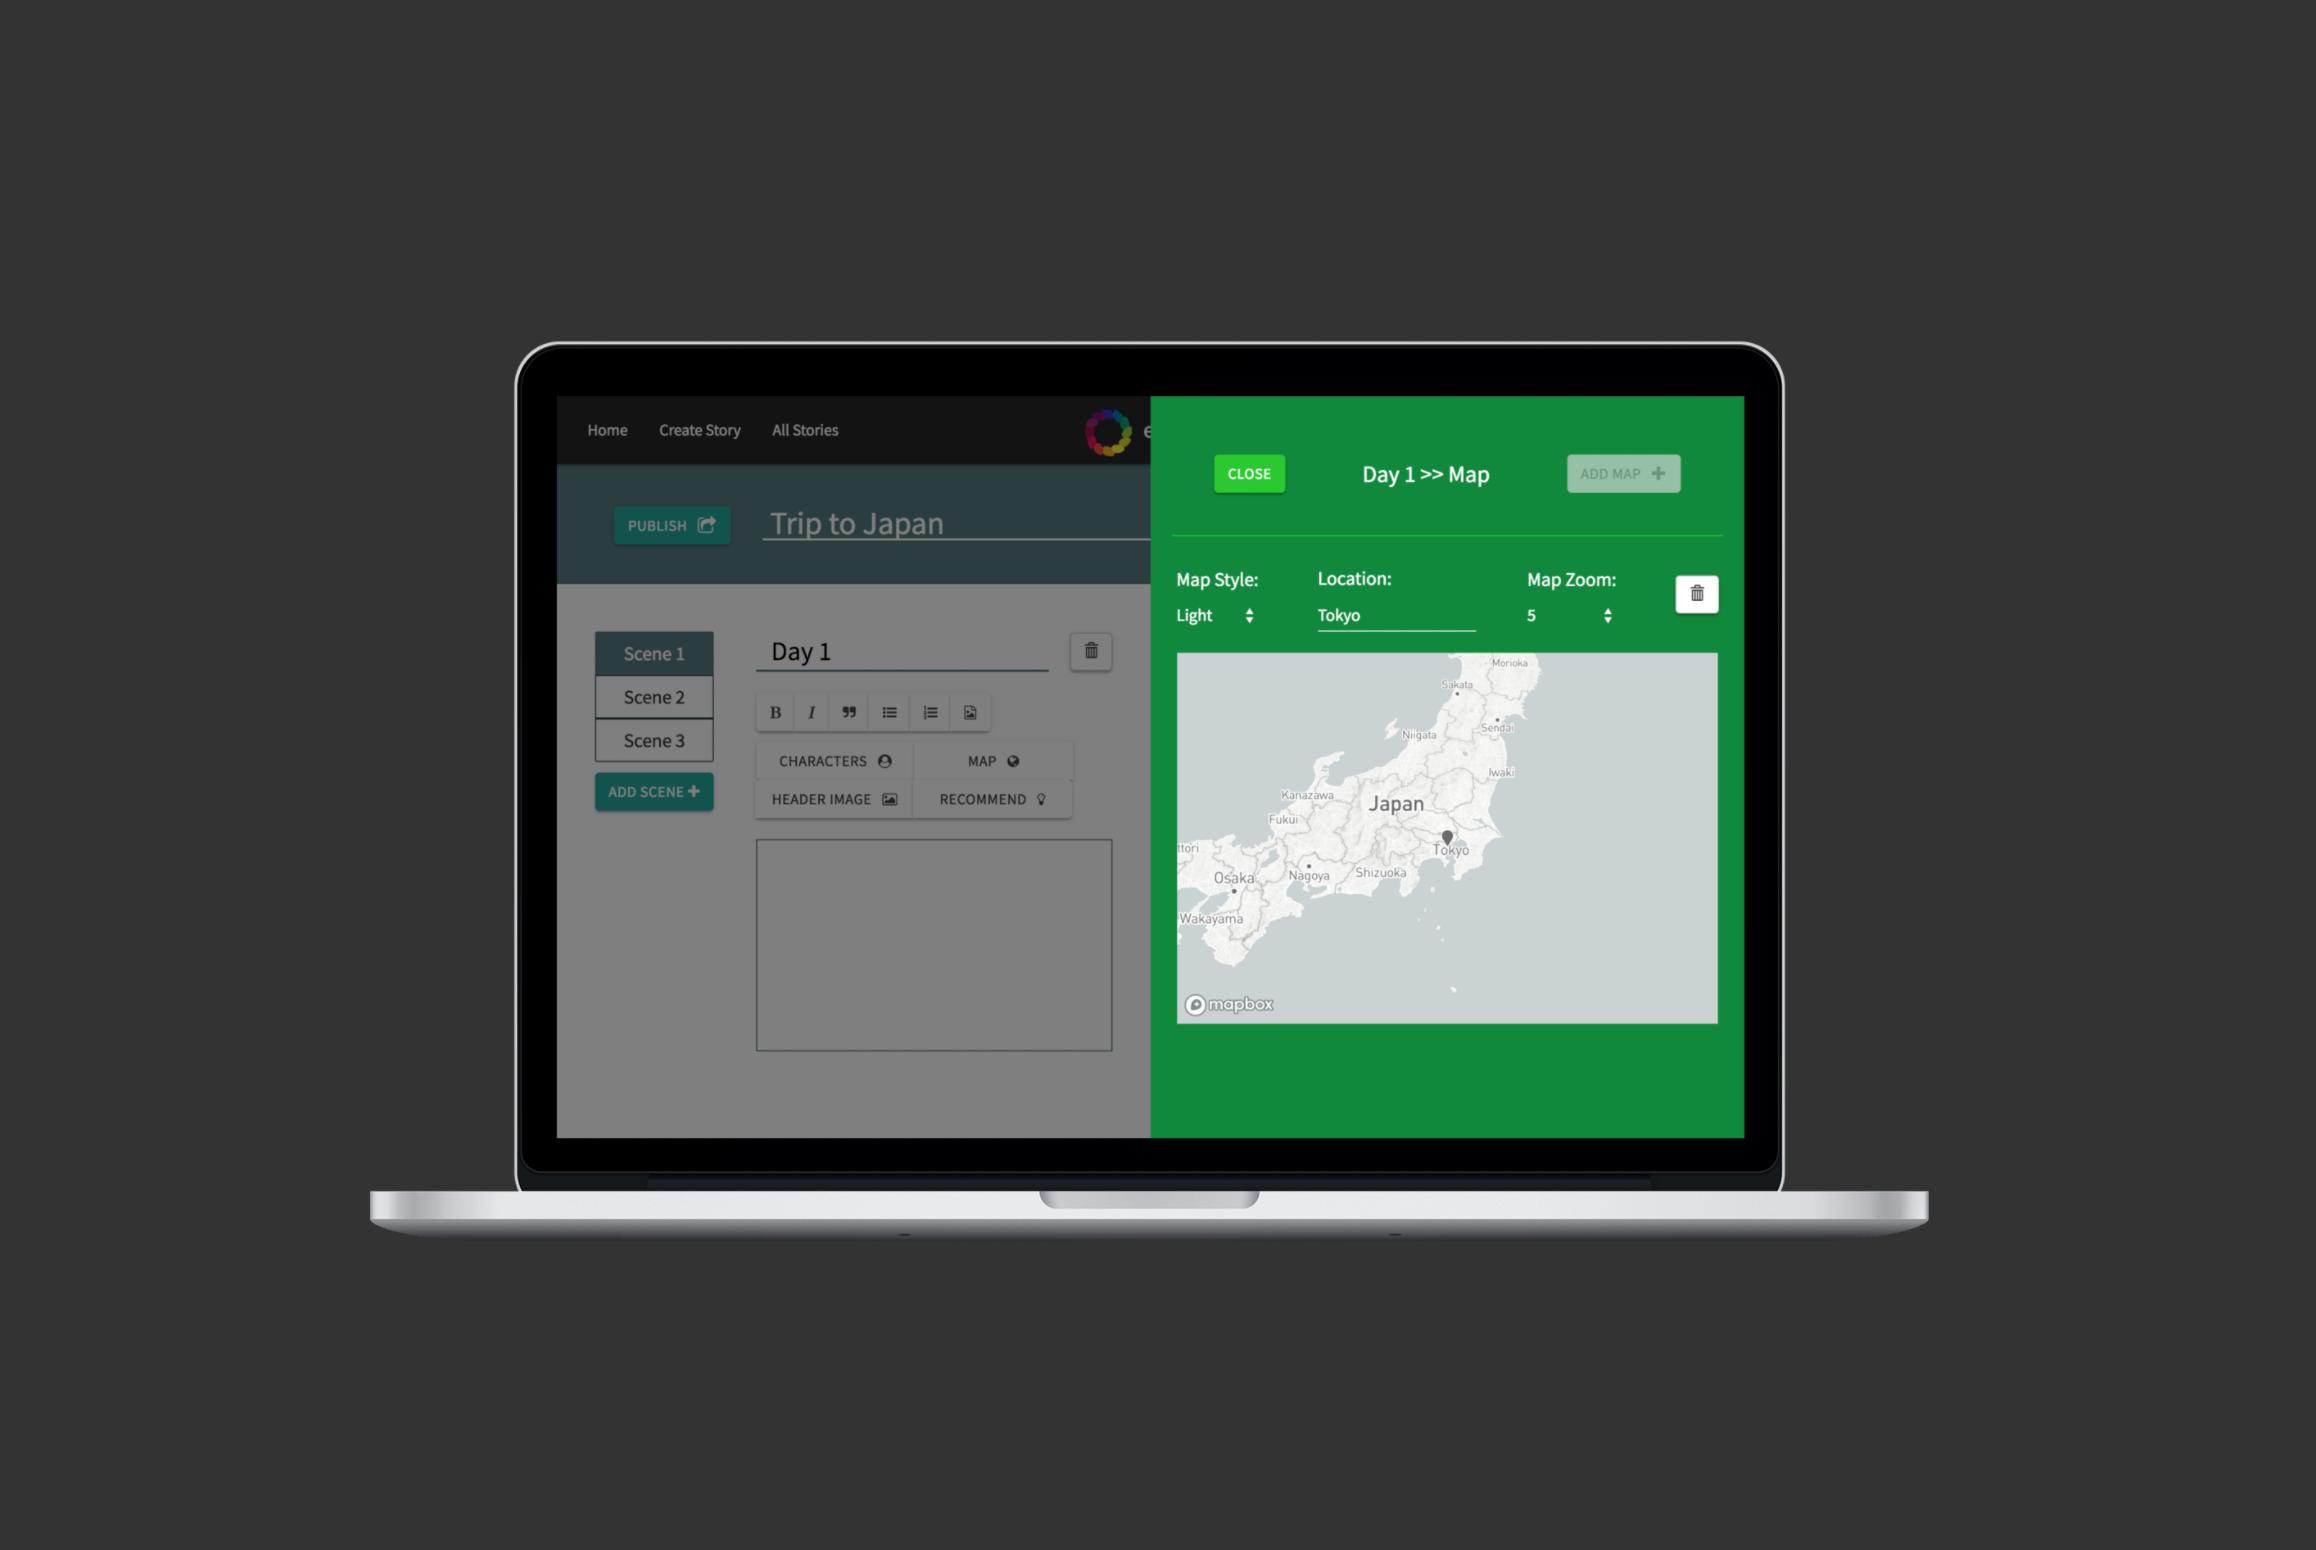 Home Create Story All Stories
PUBLISH
Trip to Japan
Scene 1
Scene 2
Scene 3
ADD SCENE
Day 1
B I
CHARACTERS MAP
HEADER IMAGE RECOMMEND
CLOSE Day 1 >> Map ADD MAP
Map Style: Location: Map Zoom:
Light Tokyo 5
Morioka
Sakata
Sendai
Niigata
Iwaki
Kanazawa
Japan
Fukui
ttori
Tokyo
Osaka
Nagoya
Shizuoka
Wakayama
mapbox